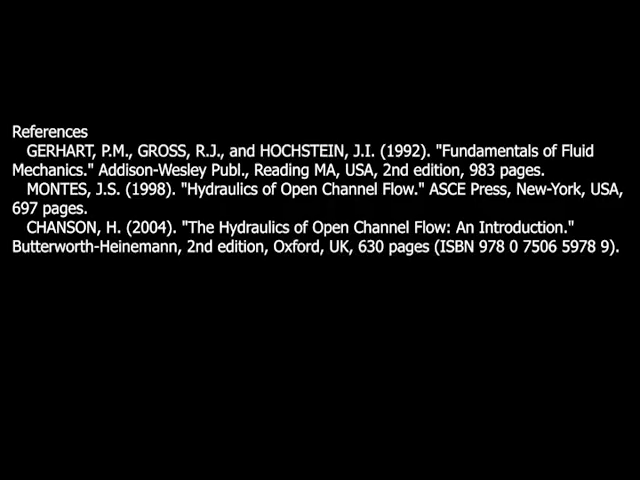 References
GERHART, P.M., GROSS, R.J., and HOCHSTEIN, J.I. (1992). "Fundamentals of Fluid
Mechanics." Addison-Wesley Publ., Reading MA, USA, 2nd edition, 983 pages.
MONTES, J.S. (1998). "Hydraulics of Open Channel Flow." ASCE Press, New-York, USA,
697 pages.
CHANSON, H. (2004). "The Hydraulics of Open Channel Flow: An Introduction."
Butterworth-Heinemann, 2nd edition, Oxford, UK, 630 pages (ISBN 978 0 7506 5978 9).